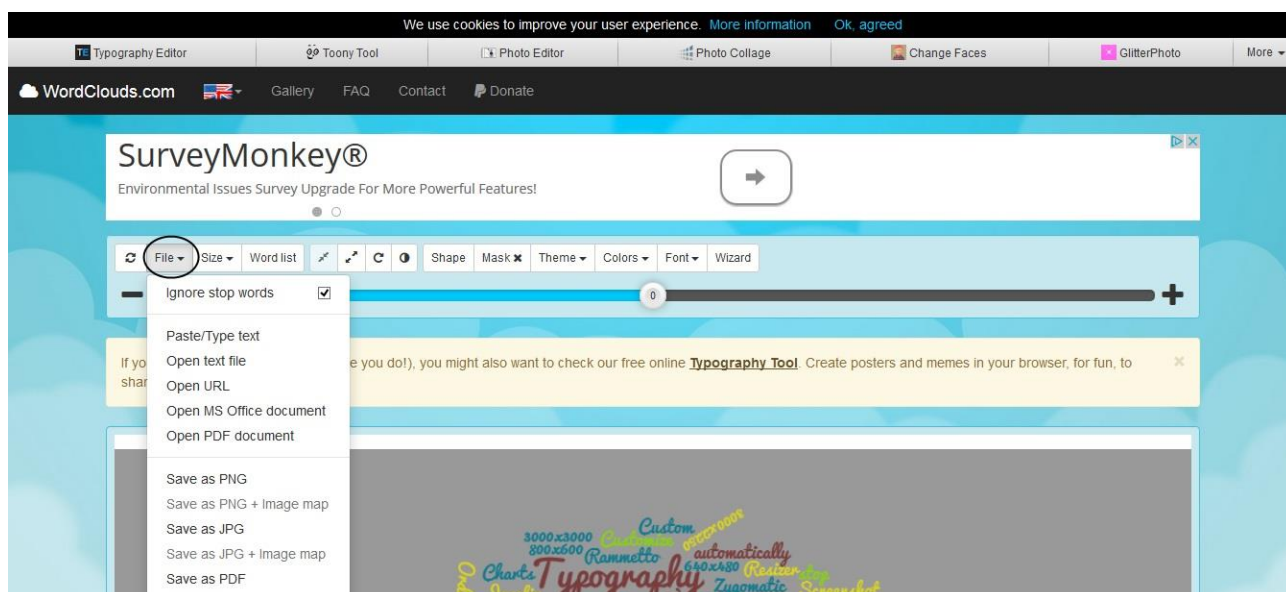 We use cookies to improve your user experience. More information Ok, agreed
TE Typography Editor Toony Tool Photo Editor Photo Collage Change Faces GlitterPhoto More
WordClouds.com Gallery FAQ Contact Donate
SurveyMonkey®
Environmental Issues Survey Upgrade For More Powerful Features!
File Size Word list Shape Mask Theme Colors Font Wizard
Ignore stop words
0
Paste/Type text
Open text file
Open URL
Open MS Office document
Open PDF document
If yo e you do!), you might also want to check our free online Typography Tool. Create posters and memes in your browser, for fun, to
shar
Save as PNG
Save as PNG + Image map
Save as JPG
Save as JPG + Image map
Save as PDF
Custom
3000x3000 Customize
800x600 Rammetto automatically
Charts Typography 640x480 Resizer stop
Zygomatic Screenshot